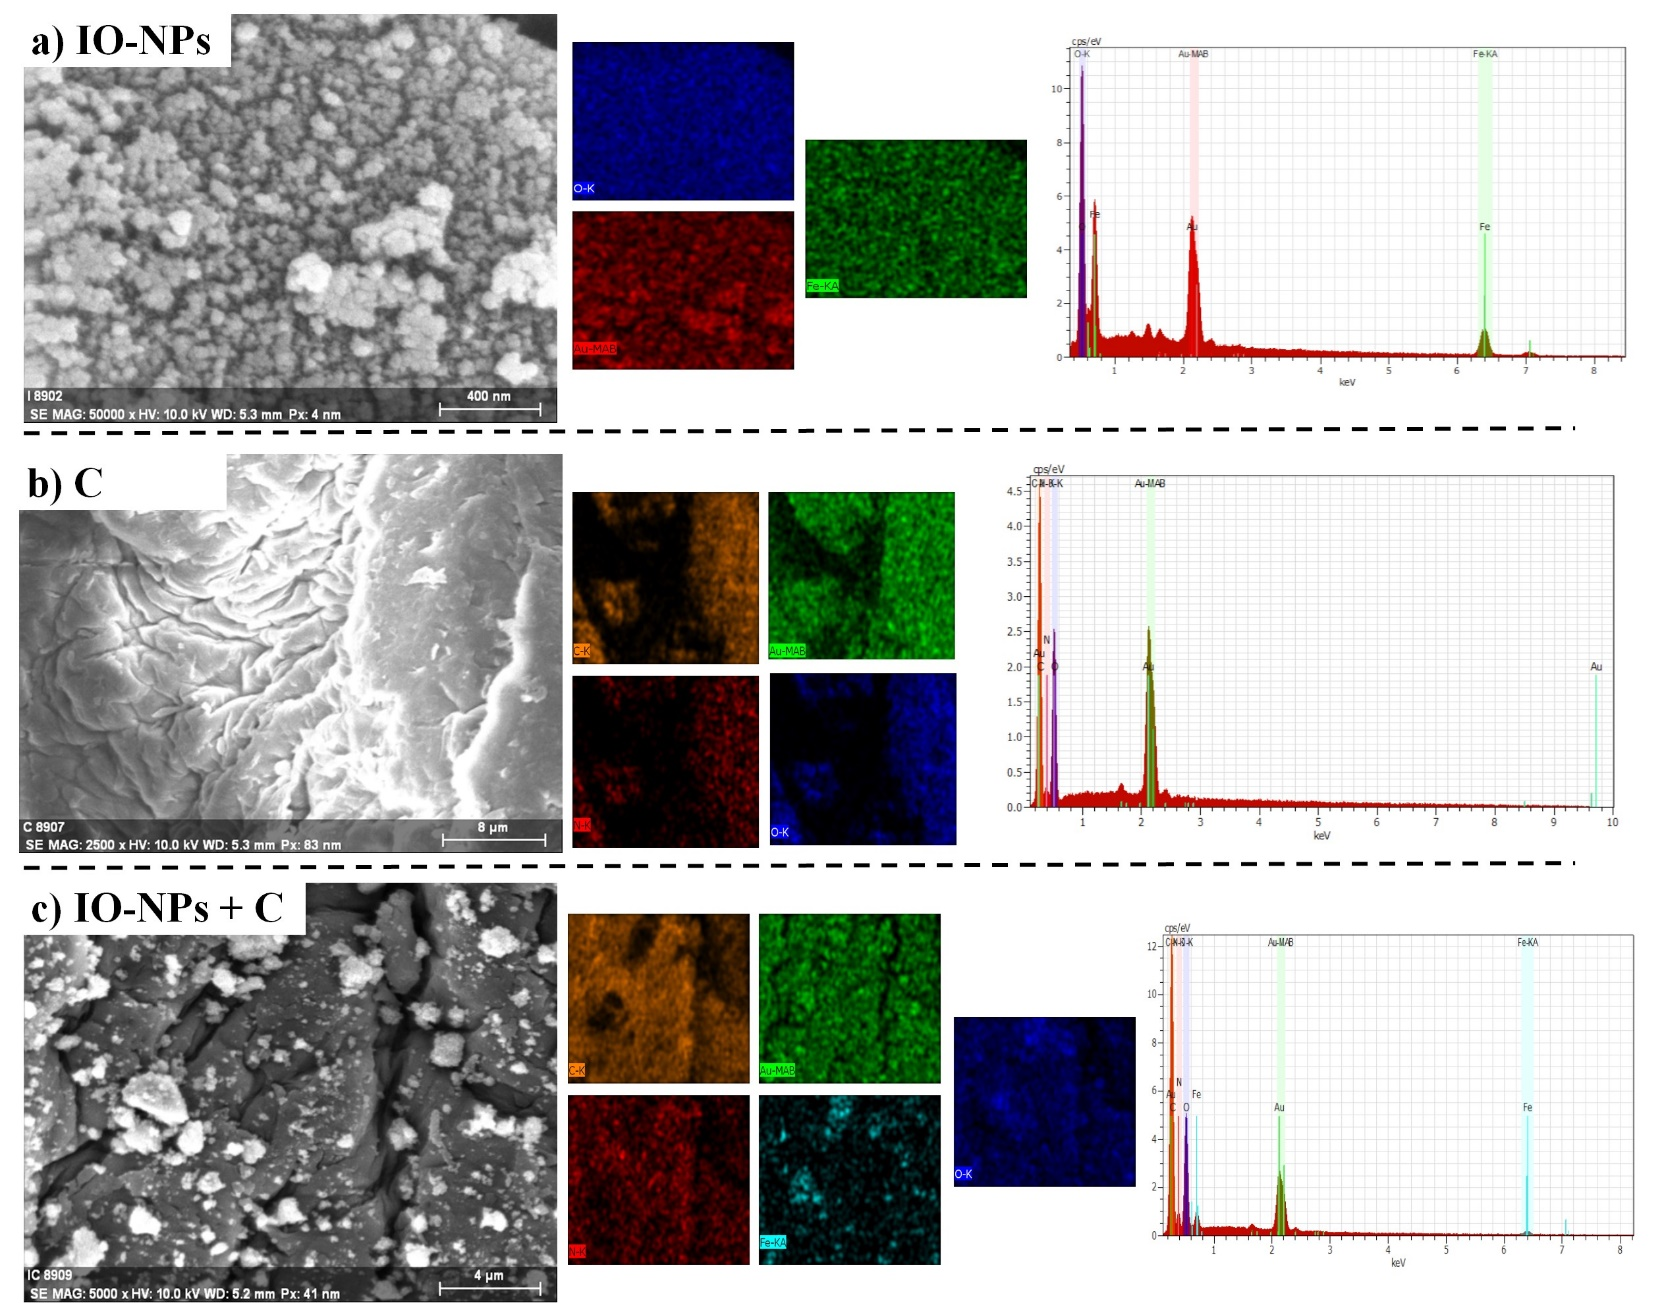 a) IO-NPs
I 8902
400 nm
SE MAG: 50000 x HV: 10.0 kV WD: 5.3 mm Px: 4 nm
O-K
Au-MAB
Fe-KA
cps/eV
O-K
Au-MAB
Fe-KA
10
8
6
4
2
0
O
Fe
Au
Fe
1 2 3 4 5 6 7 8
keV
b) C
C 8907
8 µm
SE MAG: 2500 x HV: 10.0 kV WD: 5.3 mm Px: 83 nm
C-K
Au-MAB
N-K
O-K
cps/eV
Au-MAB
4.5
4.0
3.5
3.0
2.5
2.0
1.5
1.0
0.5
0.0
N
Au
C
O
Au
Au
1 2 3 4 5 6 7 8 9 10
keV
c) IO-NPs + C
IC 8909
4 µm
SE MAG: 5000 x HV: 10.0 kV WD: 5.2 mm Px: 41 nm
C-K
Au-MAB
N-K
Fe-KA
O-K
cps/eV
Au-MAB
Fe-KA
12
10
8
6
4
2
0
N
Au
Fe
C
O
Au
Fe
1 2 3 4 5 6 7 8
keV